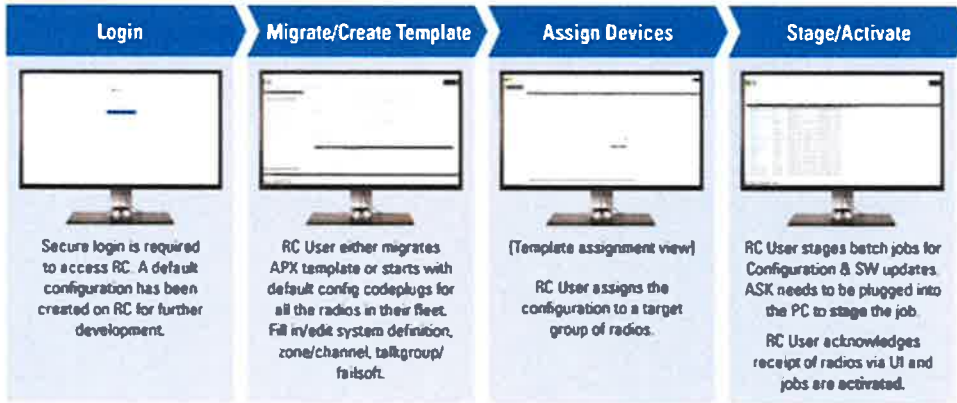 Login
Migrate/Create Template
Assign Devices
Stage/Activate
Secure login is required
to access RC. A default
configuration has been
created on RC for further
development.
RC User either migrates
APX template or starts with
default config codeplugs for
all the radios in their fleet.
Fill in/edit system definition,
zone/channel, talkgroup/
failsoft.
(Template assignment view)
RC User assigns the
configuration to a target
group of radios.
RC User stages batch jobs for
Configuration & SW updates.
ASK needs to be plugged into
the PC to stage the job.
RC User acknowledges
receipt of radios via UI and
jobs are activated.